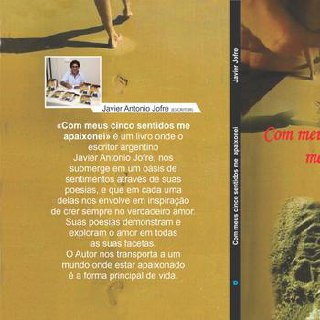 Javier Antonio Jofre (ESCRITOR)
«Com meus cinco sentidos me
apaixonei» é um livro onde o
escritor argentino
Javier Antonio Jofre, nos
submerge em um oásis de
sentimentos através de suas
poesias, e que em cada uma
delas nos envolve em inspiração
de crer sempre no verdadeiro amor.
Suas poesias demonstram e
exploram o amor em todas
as suas facetas.
O Autor nos transporta a um
mundo onde estar apaixonado
é a forma principal de vida.
Javier Jofre
Com meus cinco sentidos me apaixonei
Com meu
me